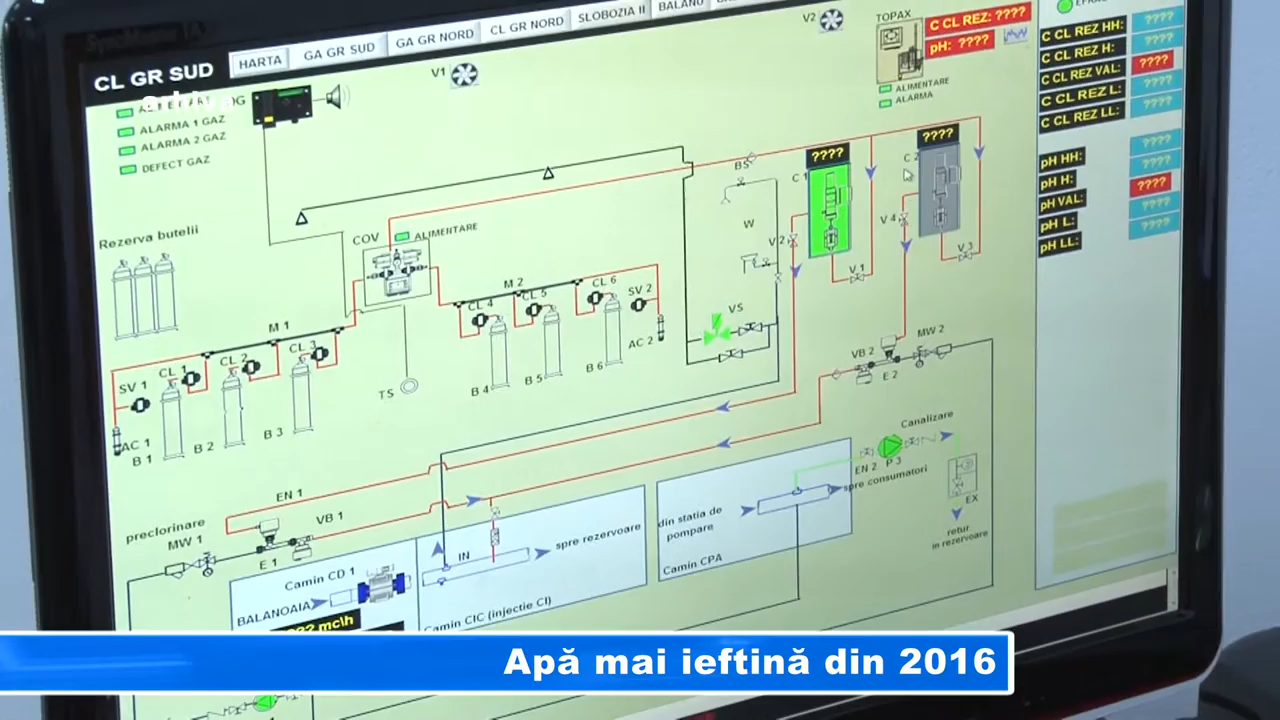 CL GR SUD
HARTA
GA GR SUD
GA GR NORD
CL GR NORD
SLOBOZIA II
BALANU
arhiva
ALARMA 1 GAZ
ALARMA 2 GAZ
DEFECT GAZ
V1
V2
TOPAX
C CL REZ: ????
pH: ????
ALIMENTARE
ALARMA
C CL REZ HH: ????
C CL REZ H: ????
C CL REZ VAL: ????
C CL REZ L: ????
C CL REZ LL: ????
pH HH: ????
pH H: ????
pH VAL: ????
pH L: ????
pH LL: ????
Rezerva butelii
COV
ALIMENTARE
M 1
M 2
CL 1
CL 2
CL 3
CL 4
CL 5
CL 6
SV 1
SV 2
AC 1
AC 2
B 1
B 2
B 3
B 4
B 5
B 6
TS
BS
W
VS
C 1
????
C 2
????
V 2
V 1
V 4
V 3
VB 2
MW 2
E 2
EN 1
preclorinare
MW 1
VB 1
E 1
Camin CD 1
BALANOAIA
mc\h
IN
spre rezervoare
Camin CIC (injectie Cl)
din statia de
pompare
Camin CPA
spre consumatori
EN 2
P 3
Canalizare
EX
retur
in rezervoare
Apă mai ieftină din 2016